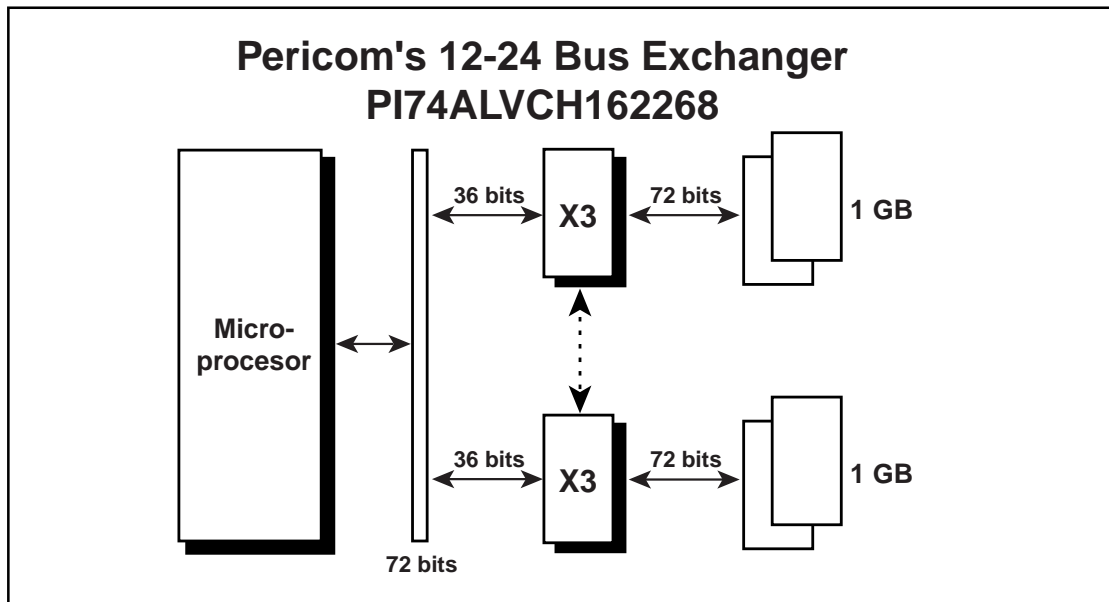 Pericom's 12-24 Bus Exchanger
PI74ALVCH162268
36 bits
X3
72 bits
1 GB
Micro-
procesor
36 bits
X3
72 bits
1 GB
72 bits